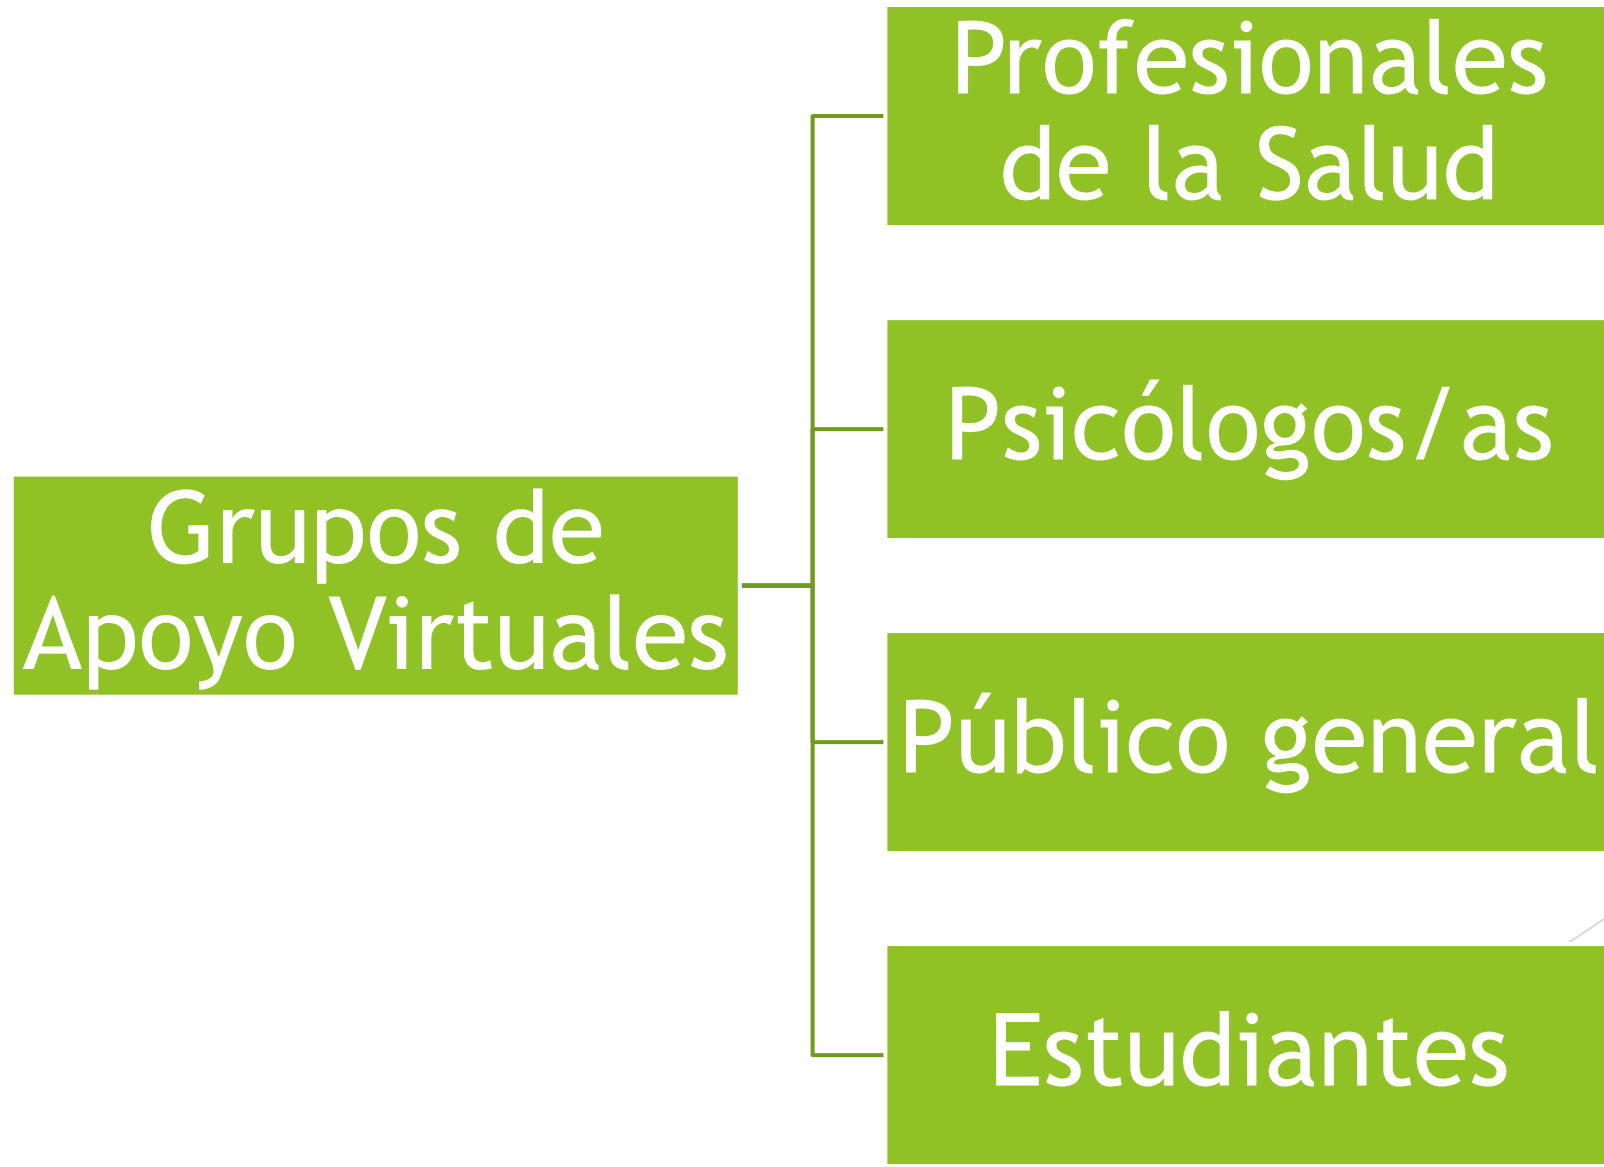 Profesionales
de la Salud
Psicólogos/as
Grupos de
Apoyo Virtuales
Público general
Estudiantes